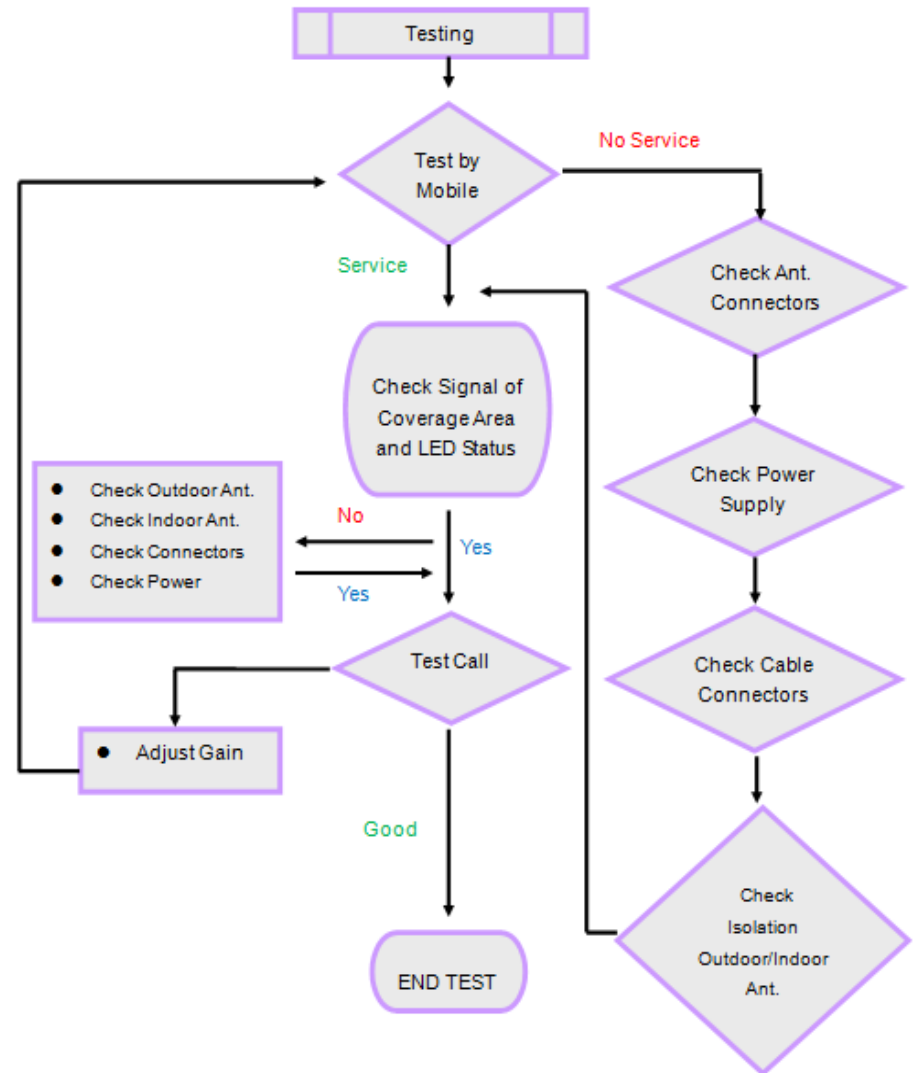 Testing
Test by
Mobile
No Service
Service
Check Ant.
Connectors
Check Signal of
Coverage Area
and LED Status
Check Power
Supply
● Check Outdoor Ant.
● Check Indoor Ant.
● Check Connectors
● Check Power
No
Yes
Yes
Test Call
Check Cable
Connectors
● Adjust Gain
Good
Check
Isolation
Outdoor/Indoor
Ant.
END TEST